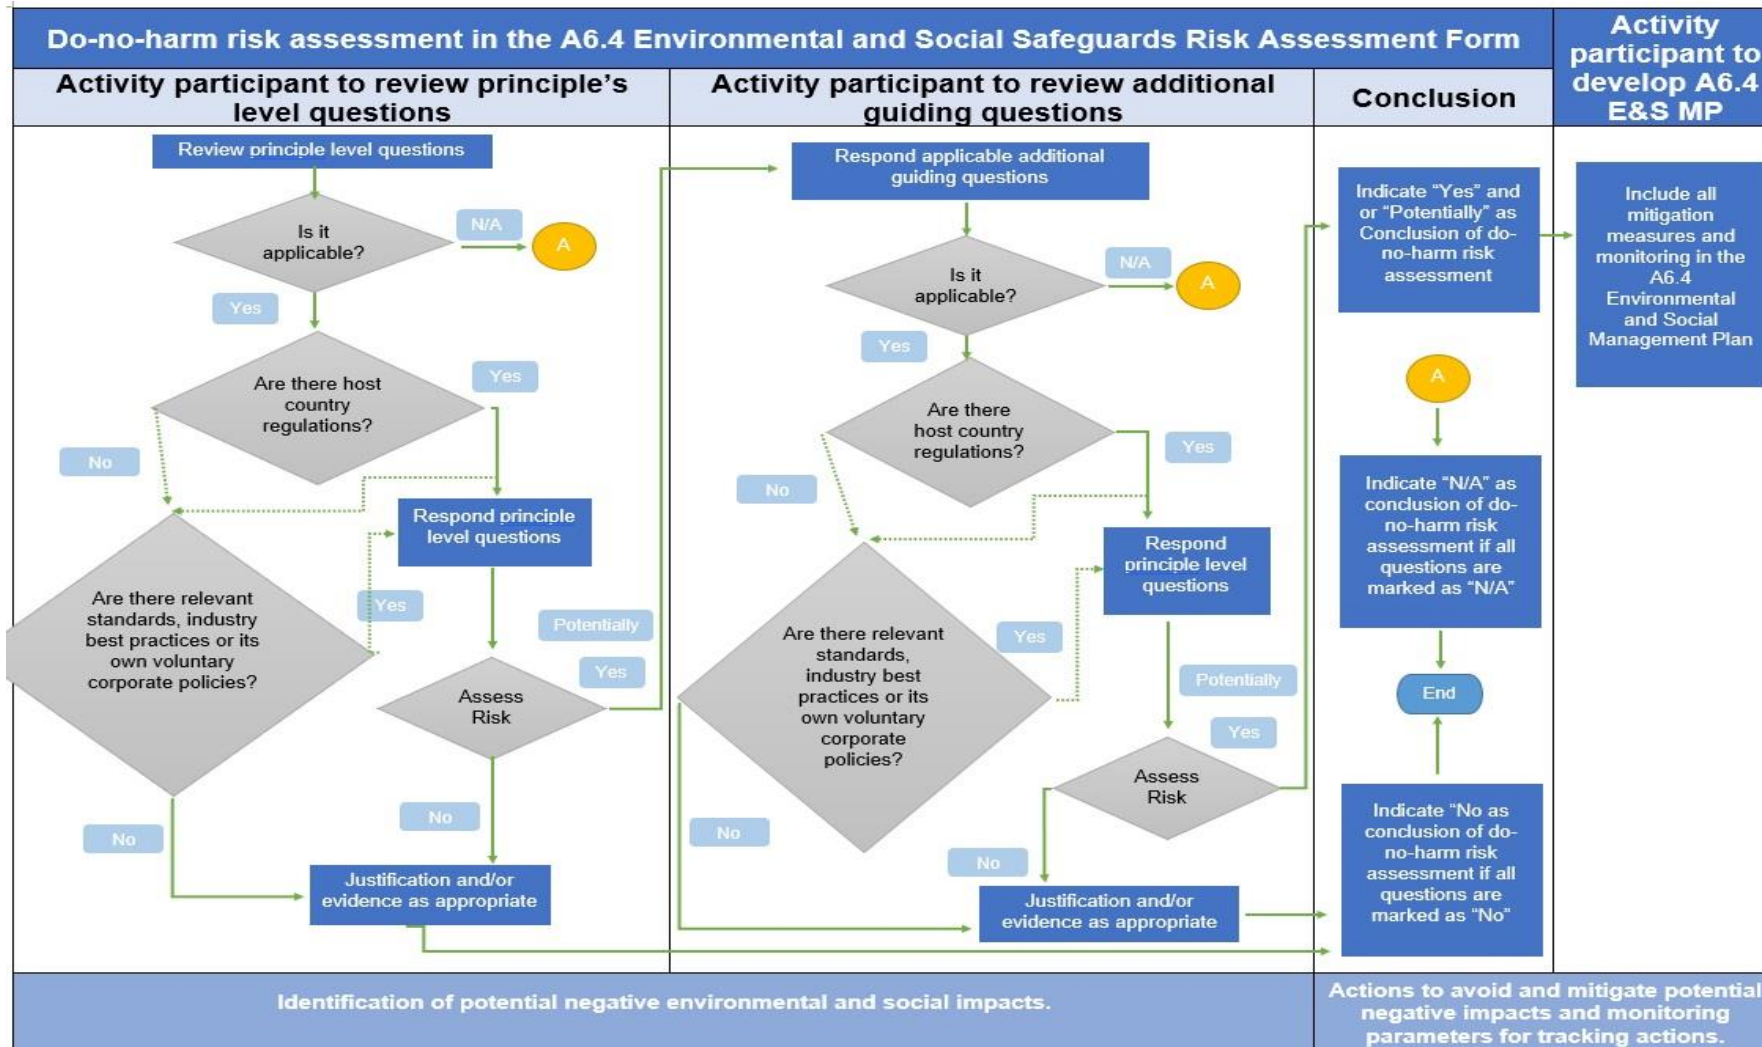 Do-no-harm risk assessment in the A6.4 Environmental and Social Safeguards Risk Assessment Form
Activity
participant to
develop A6.4
E&S MP
Activity participant to review principle's
level questions
Activity participant to review additional
guiding questions
Conclusion
Review principle level questions
Is it
applicable?
N/A
A
Yes
Are there host
country
regulations?
Yes
No
Respond principle
level questions
Are there relevant
standards, industry
best practices or its
own voluntary
corporate policies?
Yes
Potentially
Yes
Assess
Risk
No
No
Justification and/or
evidence as appropriate
Respond applicable additional
guiding questions
Is it
applicable?
N/A
A
Yes
Are there
host country
regulations?
Yes
No
Respond
principle level
questions
Are there relevant
standards,
industry best
practices or its
own voluntary
corporate
policies?
Yes
Potentially
Yes
Assess
Risk
No
No
Justification and/or
evidence as appropriate
Indicate “Yes” and
or “Potentially” as
Conclusion of do-
no-harm risk
assessment
A
Indicate “N/A” as
conclusion of do-
no-harm risk
assessment if all
questions are
marked as “N/A”
End
Indicate “No as
conclusion of do-
no-harm risk
assessment if all
questions are
marked as “No”
Include all
mitigation
measures and
monitoring in the
A6.4
Environmental
and Social
Management Plan
Identification of potential negative environmental and social impacts.
Actions to avoid and mitigate potential
negative impacts and monitoring
parameters for tracking actions.